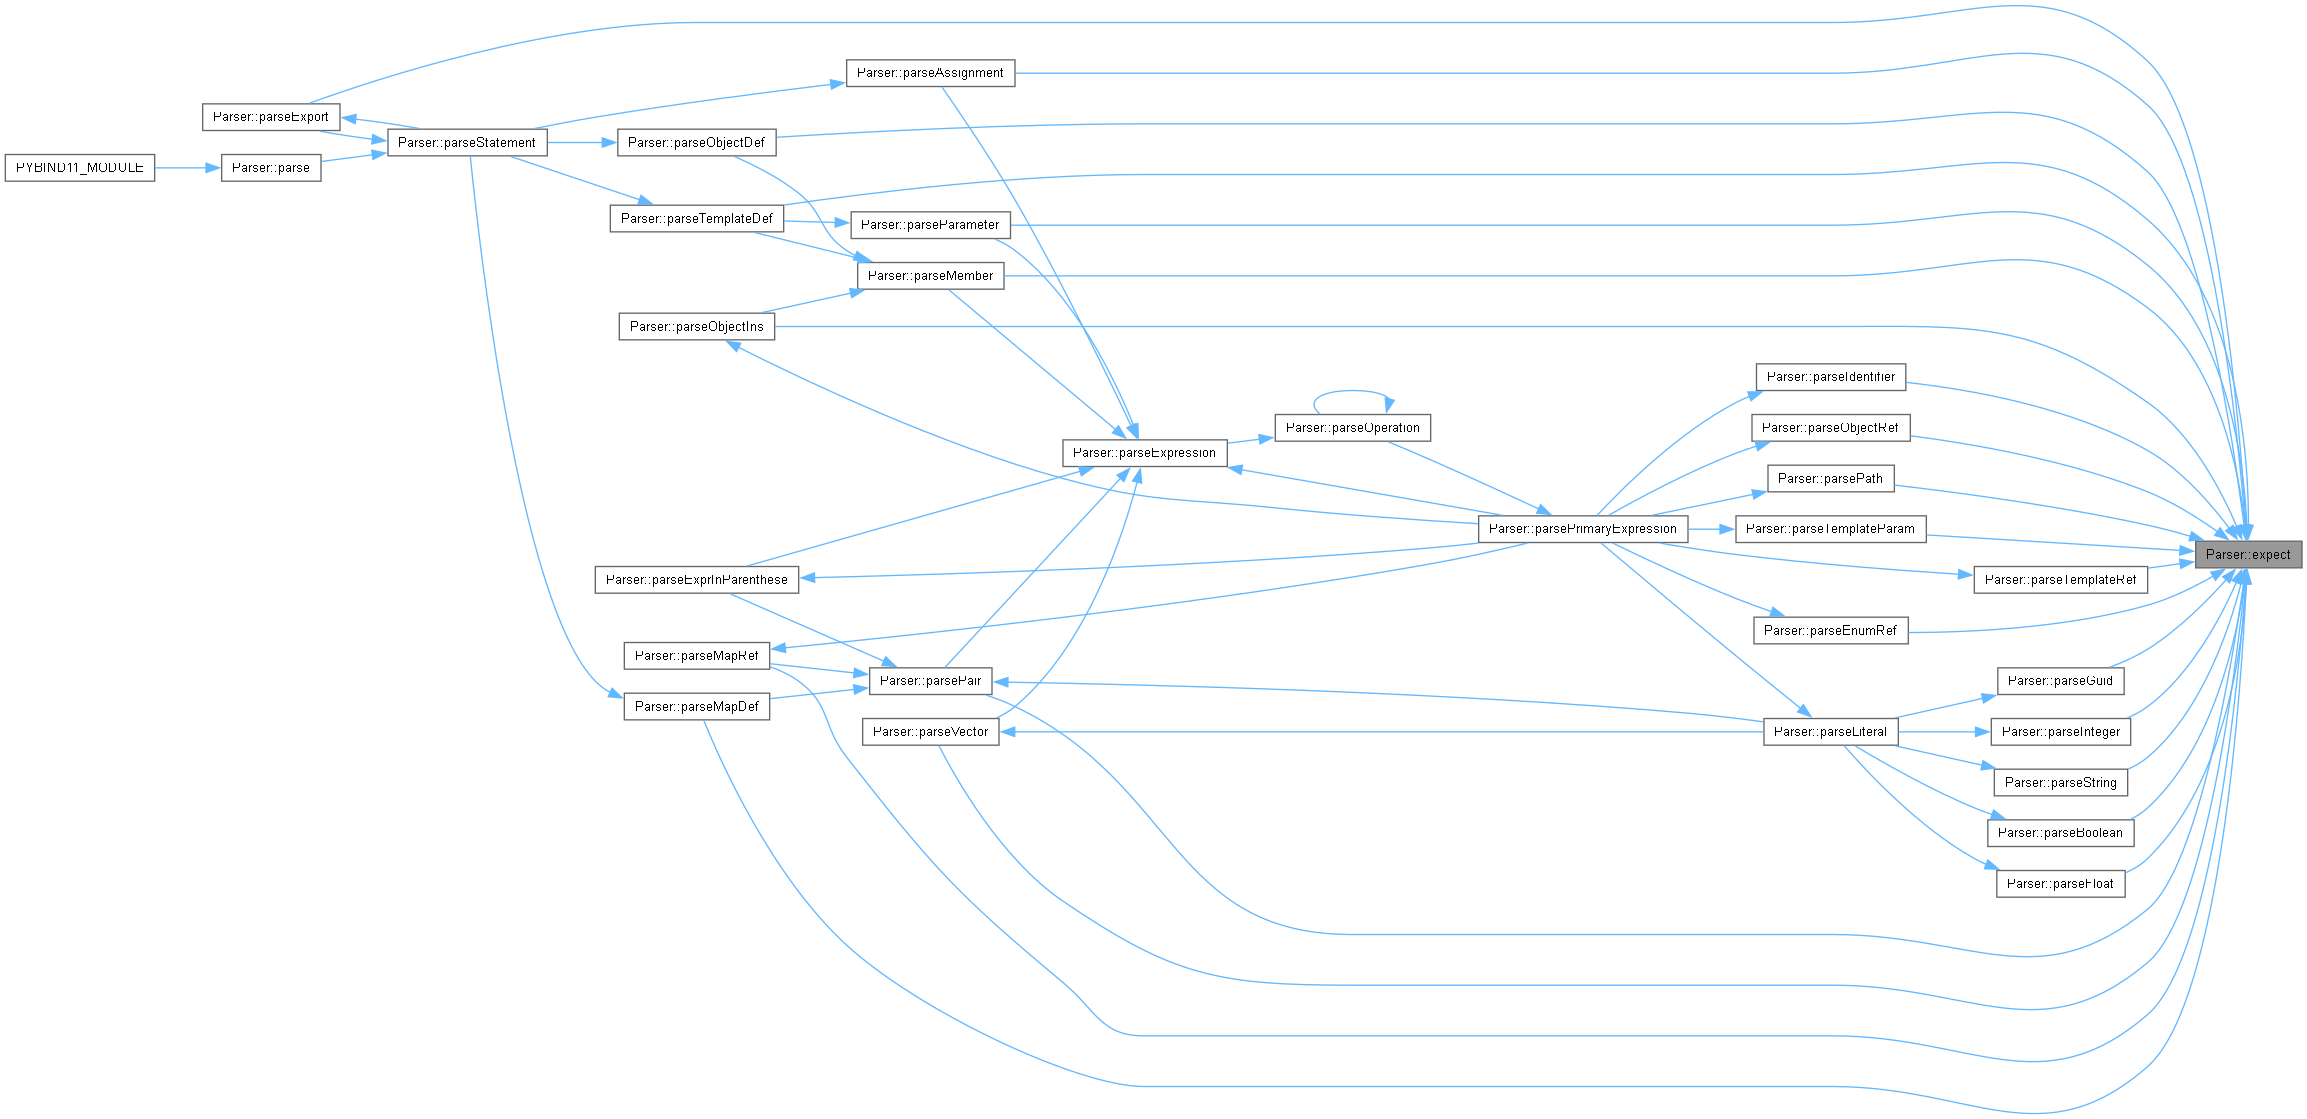 Parser::parseAssignment
Parser::parseExport
Parser::parseStatement
Parser::parseObjectDef
PYBIND11_MODULE
Parser::parse
Parser::parseTemplateDef
Parser::parseParameter
Parser::parseMember
Parser::parseObjectIns
Parser::parseIdentifier
Parser::parseOperation
Parser::parseObjectRef
Parser::parseExpression
Parser::parsePath
Parser::parsePrimaryExpression
Parser::parseTemplateParam
Parser::expect
Parser::parseExprInParenthese
Parser::parseTemplateRef
Parser::parseEnumRef
Parser::parseMapRef
Parser::parsePair
Parser::parseGuid
Parser::parseMapDef
Parser::parseVector
Parser::parseLiteral
Parser::parseInteger
Parser::parseString
Parser::parseBoolean
Parser::parseFloat